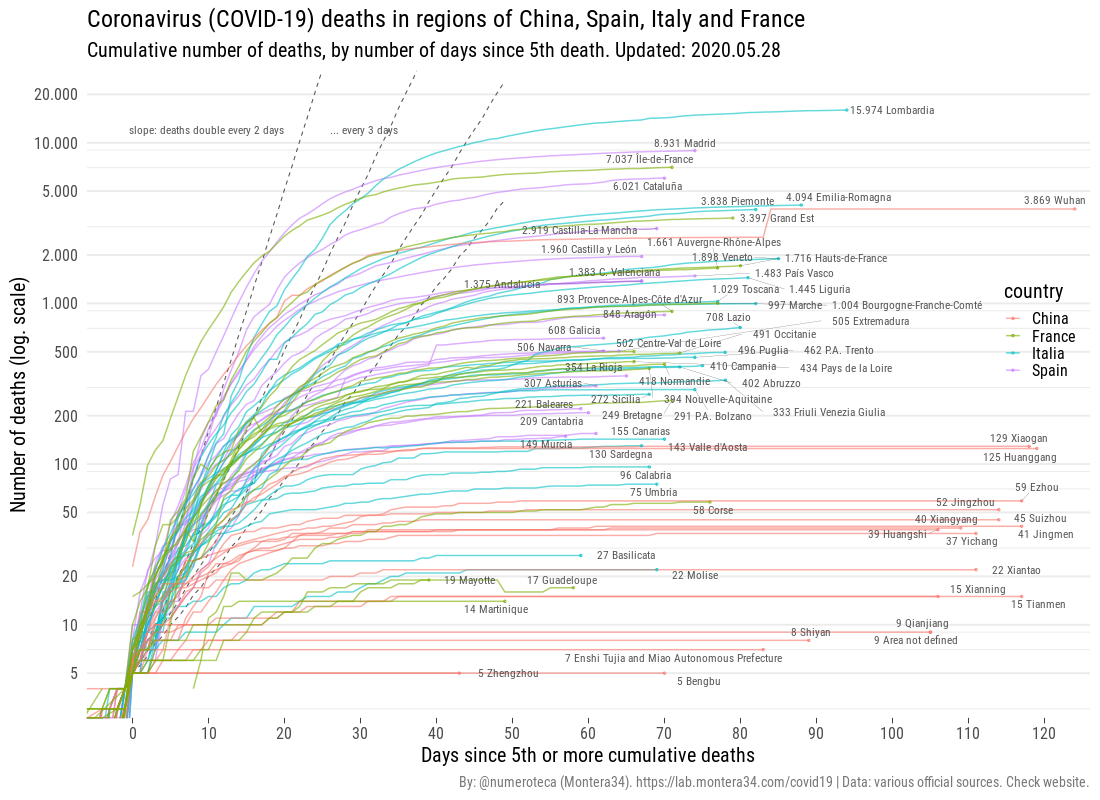 Coronavirus (COVID-19) deaths in regions of China, Spain, Italy and France
Cumulative number of deaths, by number of days since 5th death. Updated: 2020.05.28
Number of deaths (log. scale)
20.000
10.000
5.000
2.000
1.000
500
200
100
50
20
10
5
slope: deaths double every 2 days
... every 3 days
15.974 Lombardia
8.931 Madrid
7.037 Île-de-France
6.021 Cataluña
4.094 Emilia-Romagna
3.838 Piemonte
3.869 Wuhan
3.397 Grand Est
2.919 Castilla-La Mancha
1.661 Auvergne-Rhône-Alpes
1.960 Castilla y León
1.898 Veneto
1.716 Hauts-de-France
1.383 C. Valenciana
1.483 País Vasco
1.375 Andalucía
1.029 Toscana
1.445 Liguria
893 Provence-Alpes-Côte d'Azur
997 Marche
1.004 Bourgogne-Franche-Comté
848 Aragón
708 Lazio
505 Extremadura
608 Galicia
491 Occitanie
506 Navarra
502 Centre-Val de Loire
496 Puglia
462 P.A. Trento
354 La Rioja
410 Campania
434 Pays de la Loire
307 Asturias
418 Normandie
402 Abruzzo
272 Sicilia
394 Nouvelle-Aquitaine
221 Baleares
249 Bretagne
291 P.A. Bolzano
333 Friuli Venezia Giulia
209 Cantabria
155 Canarias
149 Murcia
143 Valle d'Aosta
129 Xiaogan
130 Sardegna
125 Huanggang
96 Calabria
75 Umbria
59 Ezhou
58 Corse
52 Jingzhou
40 Xiangyang
45 Suizhou
39 Huangshi
37 Yichang
41 Jingmen
27 Basilicata
22 Molise
22 Xiantao
19 Mayotte
17 Guadeloupe
15 Xianning
14 Martinique
15 Tianmen
9 Qianjiang
8 Shiyan
9 Area not defined
7 Enshi Tujia and Miao Autonomous Prefecture
5 Zhengzhou
5 Bengbu
country
China
France
Italia
Spain
0 10 20 30 40 50 60 70 80 90 100 110 120
Days since 5th or more cumulative deaths
By: @numeroteca (Montera34). https://lab.montera34.com/covid19 | Data: various official sources. Check website.